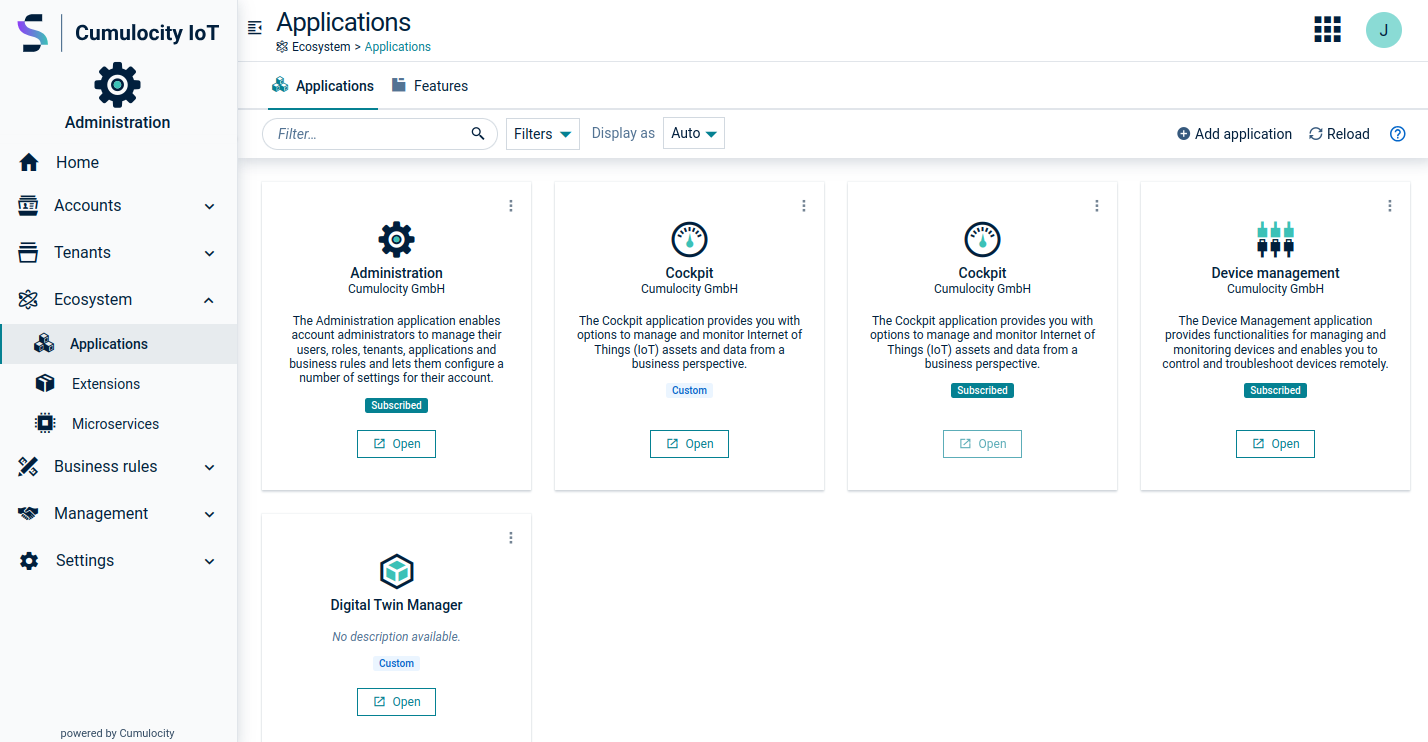 Cumulocity IoT
Administration
Home
Accounts
Tenants
Ecosystem
Applications
Extensions
Microservices
Business rules
Management
Settings
powered by Cumulocity
Applications
Ecosystem > Applications
J
Applications
Features
Filter...
Filters
Display as
Auto
Add application
Reload
Administration
Cumulocity GmbH
The Administration application enables
account administrators to manage their
users, roles, tenants, applications and
business rules and lets them configure a
number of settings for their account.
Subscribed
Open
Cockpit
Cumulocity GmbH
The Cockpit application provides you with
options to manage and monitor Internet of
Things (IoT) assets and data from a
business perspective.
Custom
Open
Cockpit
Cumulocity GmbH
The Cockpit application provides you with
options to manage and monitor Internet of
Things (IoT) assets and data from a
business perspective.
Subscribed
Open
Device management
Cumulocity GmbH
The Device Management application
provides functionalities for managing and
monitoring devices and enables you to
control and troubleshoot devices remotely.
Subscribed
Open
Digital Twin Manager
No description available.
Custom
Open